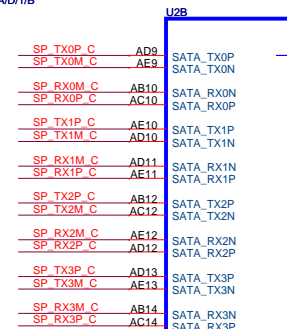 A/D/1/B
U2B
SP_TX0P_C AD9 SATA_TX0P
SP_TX0M_C AE9 SATA_TX0N
SP_RX0M_C AB10 SATA_RX0N
SP_RX0P_C AC10 SATA_RX0P
SP_TX1P_C AE10 SATA_TX1P
SP_TX1M_C AD10 SATA_TX1N
SP_RX1M_C AD11 SATA_RX1N
SP_RX1P_C AE11 SATA_RX1P
SP_TX2P_C AB12 SATA_TX2P
SP_TX2M_C AC12 SATA_TX2N
SP_RX2M_C AE12 SATA_RX2N
SP_RX2P_C AD12 SATA_RX2P
SP_TX3P_C AD13 SATA_TX3P
SP_TX3M_C AE13 SATA_TX3N
SP_RX3M_C AB14 SATA_RX3N
SP_RX3P_C AC14 SATA_RX3P